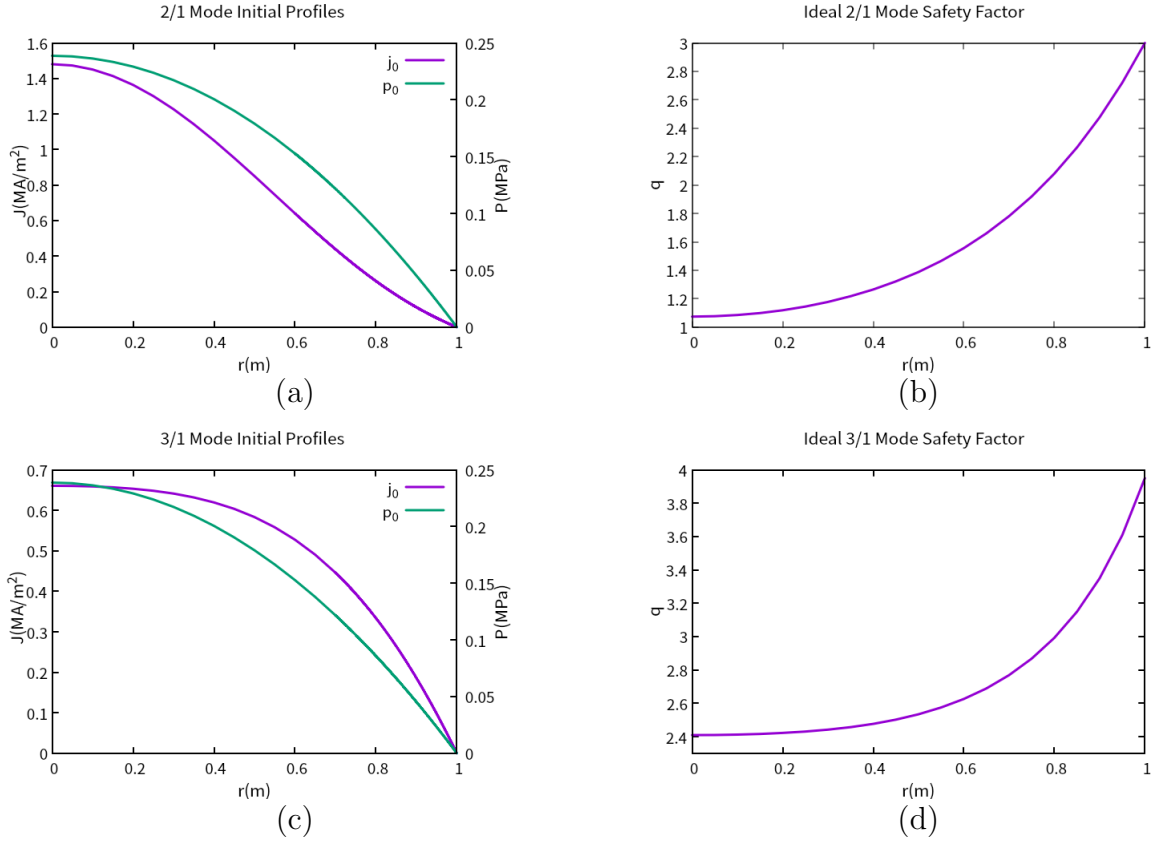 2/1 Mode Initial Profiles
1.6
1.4
1.2
1
0.8
0.6
0.4
0.2
0
J(MA/m²)
j₀
p₀
0.25
0.2
0.15
0.1
0.05
0
P(MPa)
0 0.2 0.4 0.6 0.8 1
r(m)
(a)
Ideal 2/1 Mode Safety Factor
3
2.8
2.6
2.4
2.2
2
1.8
1.6
1.4
1.2
1
q
0 0.2 0.4 0.6 0.8 1
r(m)
(b)
3/1 Mode Initial Profiles
0.7
0.6
0.5
0.4
0.3
0.2
0.1
0
J(MA/m²)
j₀
p₀
0.25
0.2
0.15
0.1
0.05
0
P(MPa)
0 0.2 0.4 0.6 0.8 1
r(m)
(c)
Ideal 3/1 Mode Safety Factor
4
3.8
3.6
3.4
3.2
3
2.8
2.6
2.4
q
0 0.2 0.4 0.6 0.8 1
r(m)
(d)